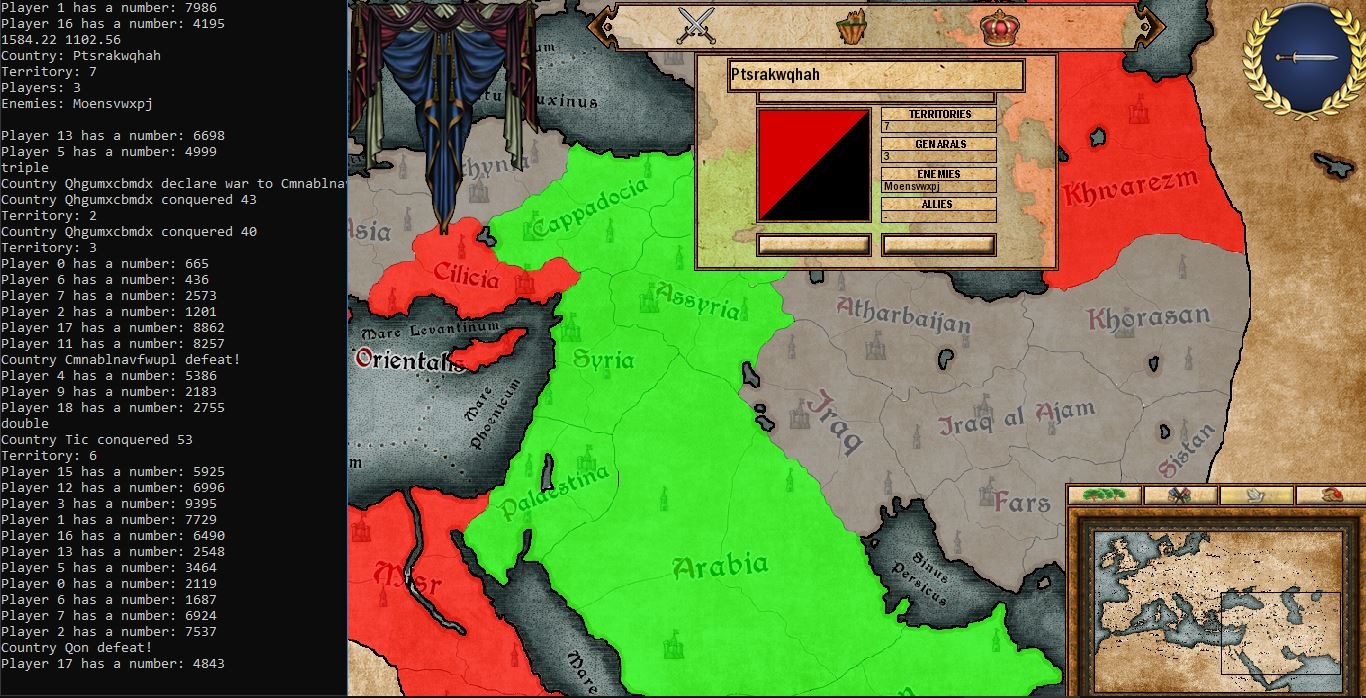 Player 1 has a number: 7986
Player 16 has a number: 4195
1584.22 1102.56
Country: Ptsrakwqhah
Territory: 7
Players: 3
Enemies: Moensvwxpj
Player 13 has a number: 6698
Player 5 has a number: 4999
triple
Country Qhgumxcbmdx declare war to Cmnablnav
Country Qhgumxcbmdx conquered 43
Territory: 2
Country Qhgumxcbmdx conquered 40
Territory: 3
Player 0 has a number: 665
Player 6 has a number: 436
Player 7 has a number: 2573
Player 2 has a number: 1201
Player 17 has a number: 8862
Player 11 has a number: 8257
Country Cmnablnavfwupl defeat!
Player 4 has a number: 5386
Player 9 has a number: 2183
Player 18 has a number: 2755
double
Country Tic conquered 53
Territory: 6
Player 15 has a number: 5925
Player 12 has a number: 6996
Player 3 has a number: 9395
Player 1 has a number: 7729
Player 16 has a number: 6490
Player 13 has a number: 2548
Player 5 has a number: 3464
Player 0 has a number: 2119
Player 6 has a number: 1687
Player 7 has a number: 6924
Player 2 has a number: 7537
Country Qon defeat!
Player 17 has a number: 4843
Ptsrakwqhah
TERRITORIES
7
GENARALS
3
ENEMIES
Moensvwxpj
ALLIES
-
um
uxinus
thynia
Asia
Cappadocia
Khwarezm
Cilicia
Assyria
Atharbaijan
Khorasan
Mare Levantinum
Orientalis
Syria
Mare
Phoenicum
Iraq
Iraq al Ajam
Sistan
m
Palaestina
Fars
Misr
Arabia
Sinus
Persicus
Mare